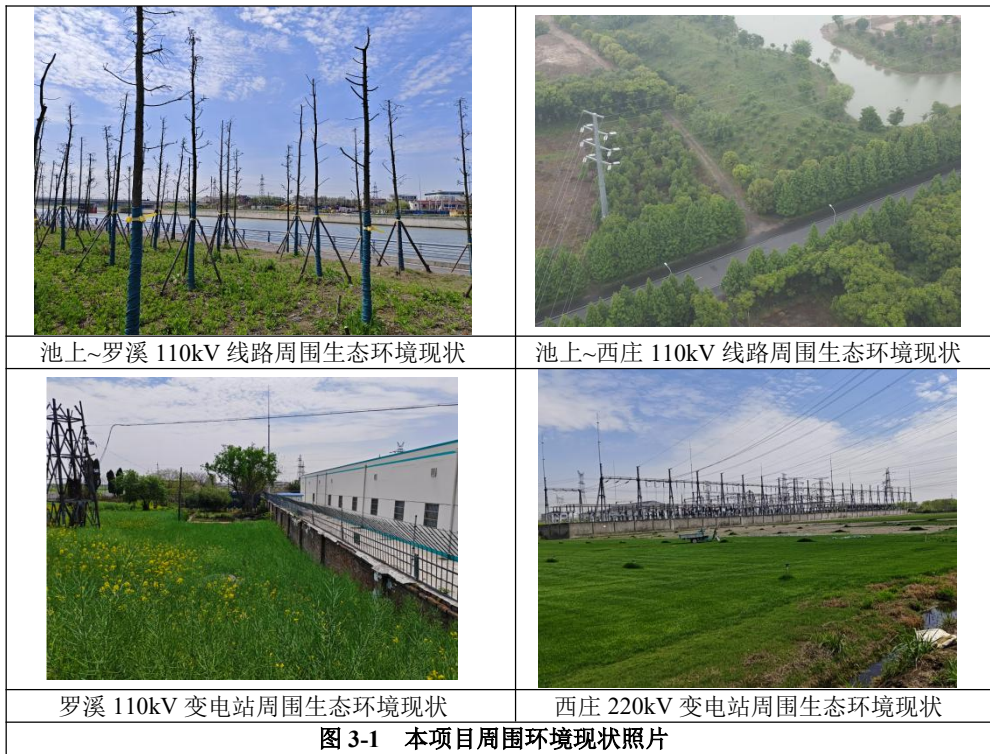 池上~罗溪 110kV 线路周围生态环境现状
池上~西庄 110kV 线路周围生态环境现状
罗溪 110kV 变电站周围生态环境现状
西庄 220kV 变电站周围生态环境现状
图 3-1 本项目周围环境现状照片